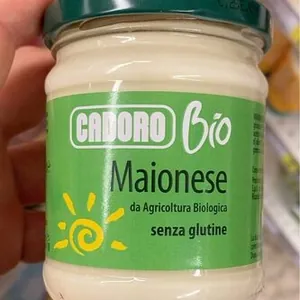 CADORO Bio
Maionese
da Agricoltura Biologica
senza glutine